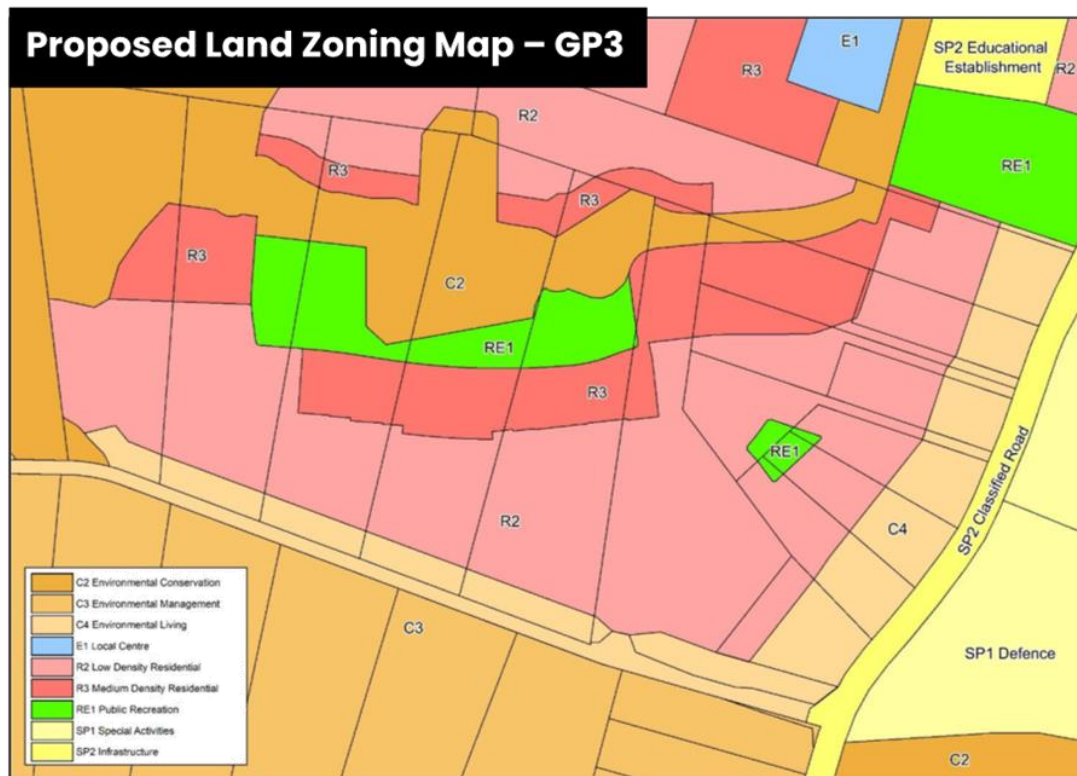 Proposed Land Zoning Map – GP3
E1
SP2 Educational
Establishment
R2
R3
R2
RE1
R3
R3
R3
C2
RE1
R3
RE1
R2
C4
SP2 Classified Road
C3
SP1 Defence
C2
C2 Environmental Conservation
C3 Environmental Management
C4 Environmental Living
E1 Local Centre
R2 Low Density Residential
R3 Medium Density Residential
RE1 Public Recreation
SP1 Special Activities
SP2 Infrastructure